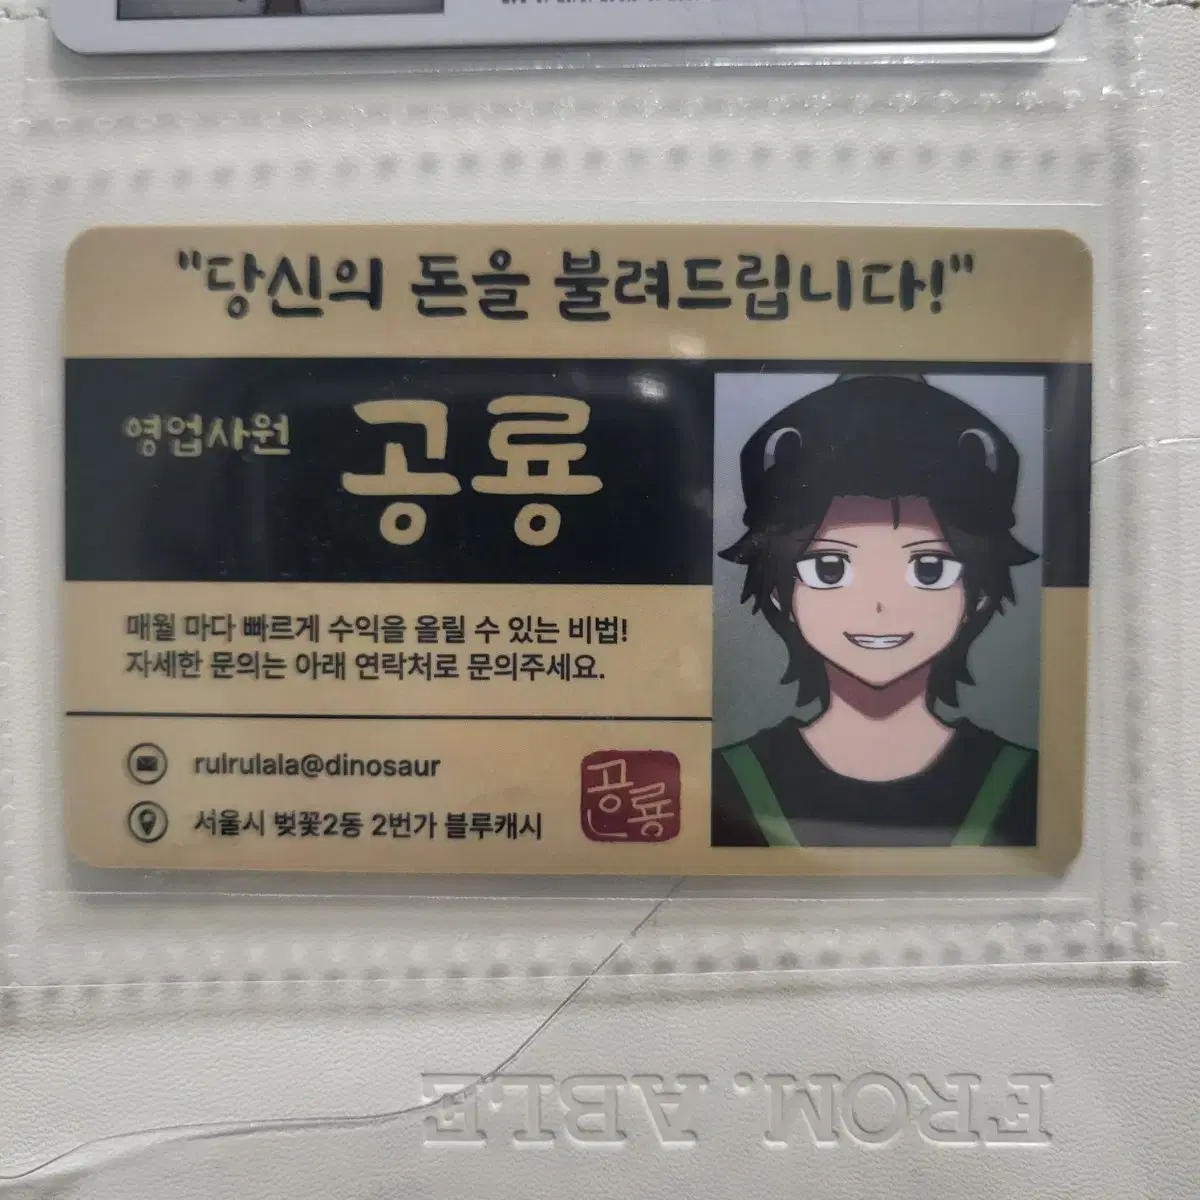 "당신의 돈을 불려드립니다!"
영업사원 공룡
매월 마다 빠르게 수익을 올릴 수 있는 비법!
자세한 문의는 아래 연락처로 문의주세요.
rulrulala@dinosaur
서울시 벚꽃2동 2번가 블루캐시
공룡
FROM. ABLE